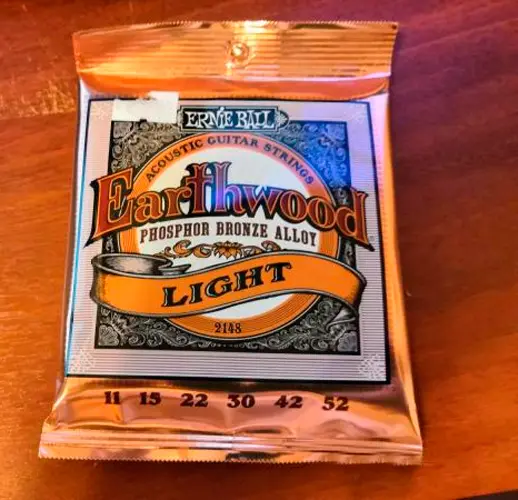 ERNIE BALL
ACOUSTIC GUITAR STRINGS
Earthwood
PHOSPHOR BRONZE ALLOY
LIGHT
2148
11 15 22 30 42 52